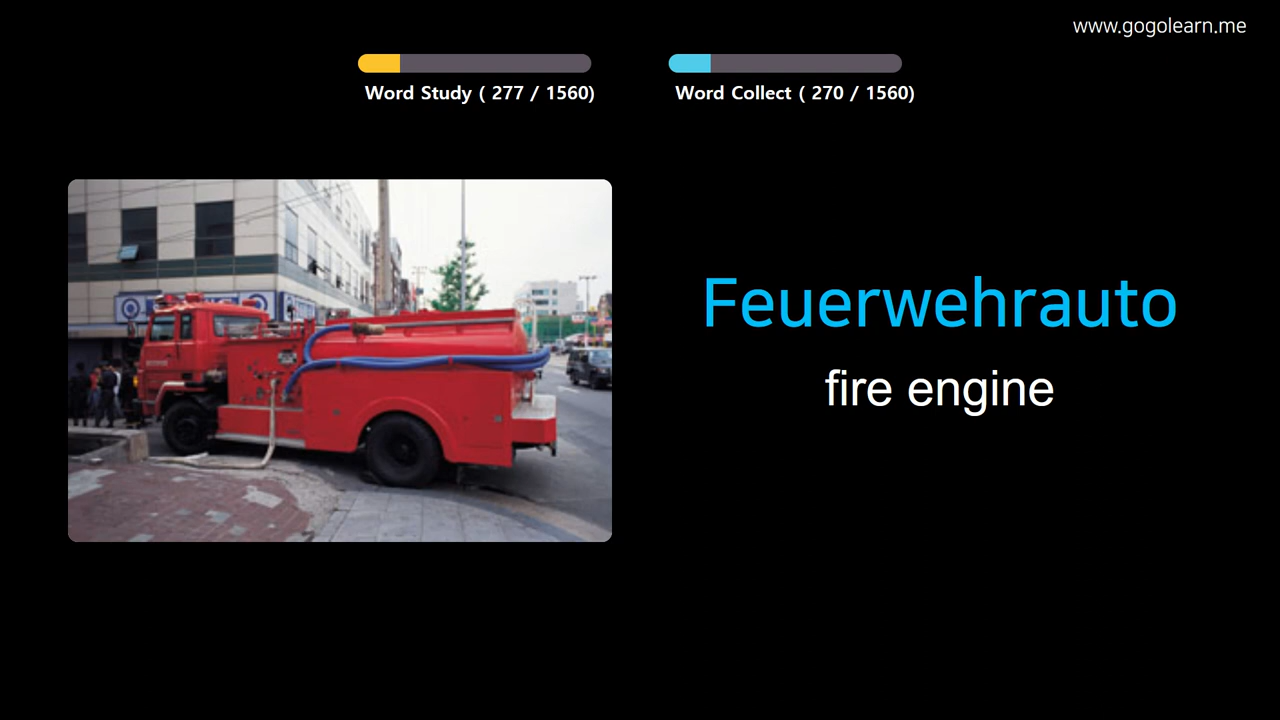 www.gogolearn.me
Word Study ( 277 / 1560)
Word Collect ( 270 / 1560)
Feuerwehrauto
fire engine